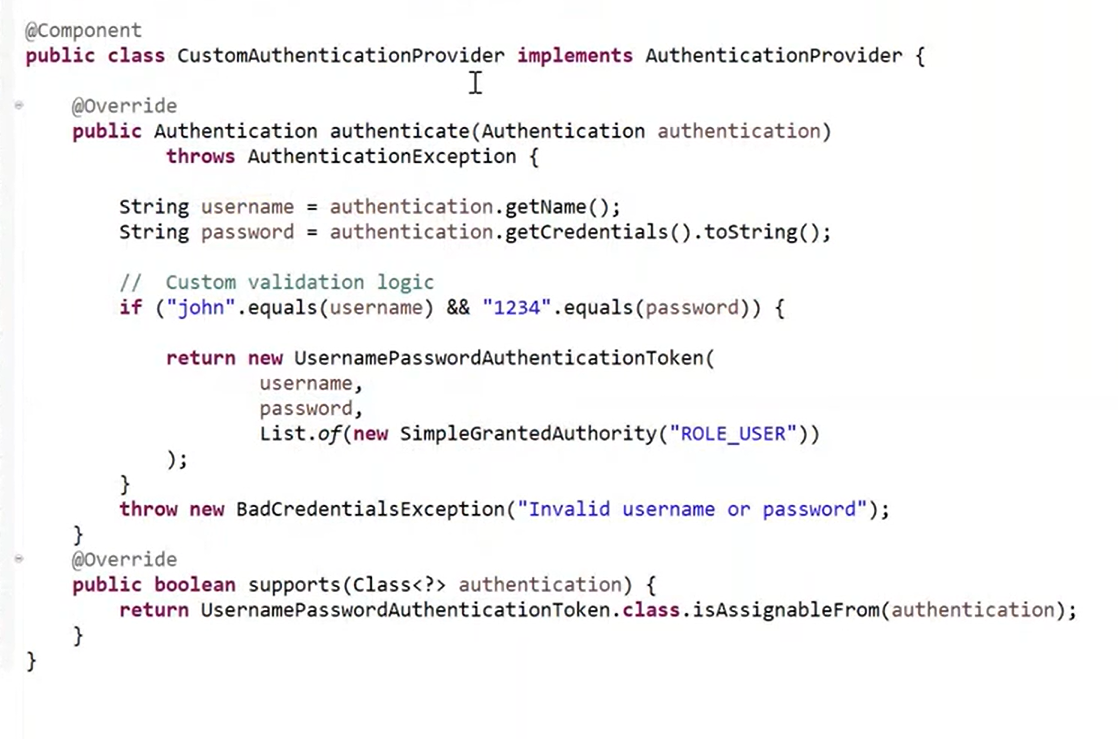 @Component
public class CustomAuthenticationProvider implements AuthenticationProvider {
@Override
public Authentication authenticate(Authentication authentication)
throws AuthenticationException {
String username = authentication.getName();
String password = authentication.getCredentials().toString();
// Custom validation logic
if ("john".equals(username) && "1234".equals(password)) {
return new UsernamePasswordAuthenticationToken(
username,
password,
List.of(new SimpleGrantedAuthority("ROLE_USER"))
);
}
throw new BadCredentialsException("Invalid username or password");
}
@Override
public boolean supports(Class<?> authentication) {
return UsernamePasswordAuthenticationToken.class.isAssignableFrom(authentication);
}
}